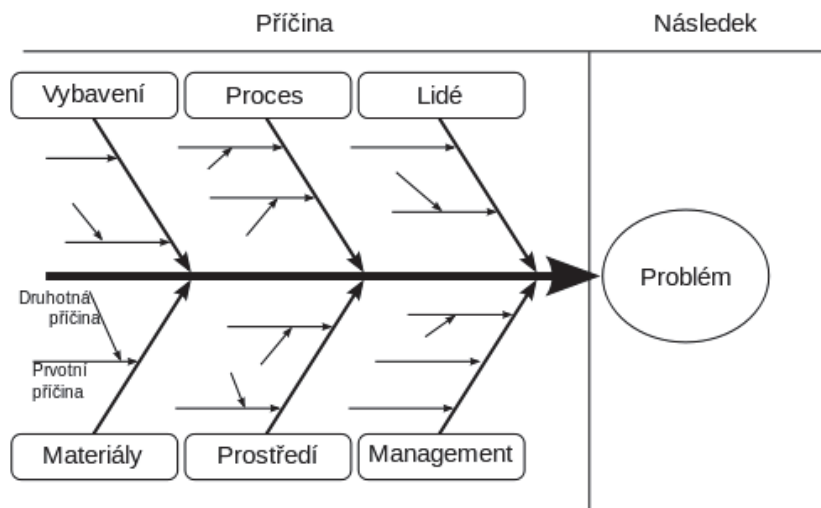 Příčina
Následek
Vybavení
Proces
Lidé
Problém
Druhotná
příčina
Prvotní
příčina
Materiály
Prostředí
Management